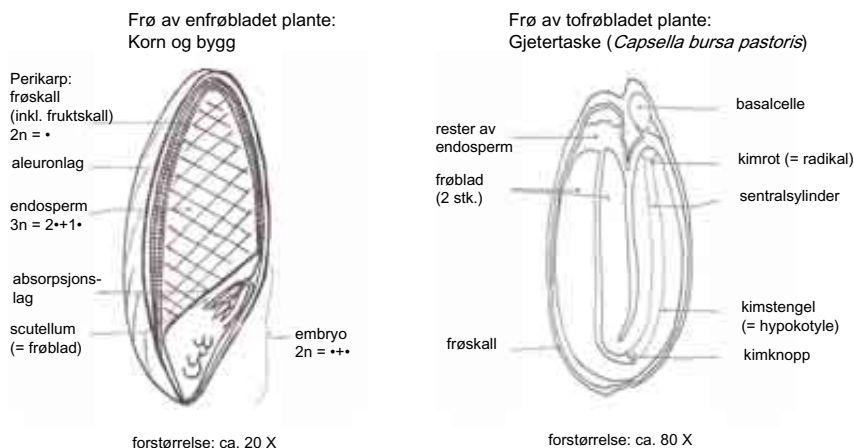 Frø av enfrøbladet plante:
Korn og bygg
Perikarp:
frøskall
(inkl. fruktskall)
2n = •
aleuronlag
endosperm
3n = 2•+1•
absorpsjons-
lag
scutellum
(= frøblad)
embryo
2n = •+•
forstørrelse: ca. 20 X
Frø av tofrøbladet plante:
Gjetertaske (Capsella bursa pastoris)
rester av
endosperm
frøblad
(2 stk.)
frøskall
basalcelle
kimrot (= radikal)
sentralsylinder
kimstengel
(= hypokotyle)
kimknopp
forstørrelse: ca. 80 X